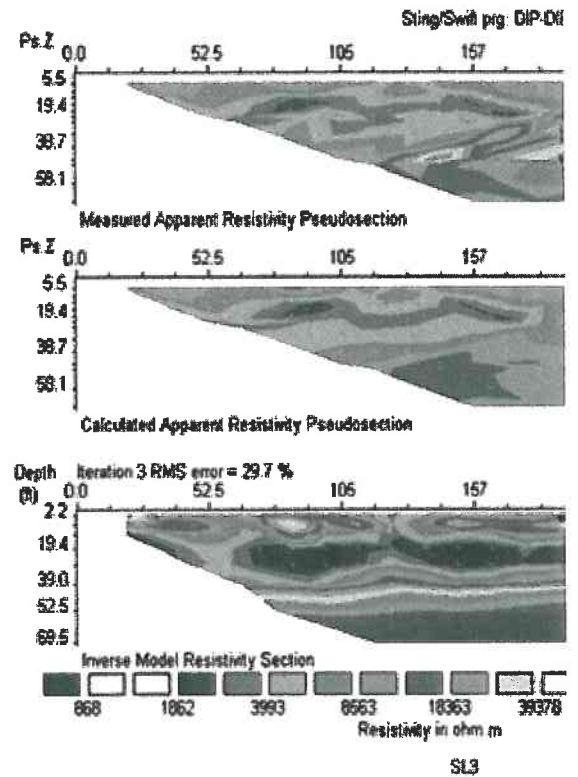 Sting/Swift prg: DIP-DII
Ps.Z 0.0 52.5 105 157
5.5
19.4
38.7
58.1
Measured Apparent Resistivity Pseudosection
Ps.Z 0.0 52.5 105 157
5.5
19.4
38.7
58.1
Calculated Apparent Resistivity Pseudosection
Depth Iteration 3 RMS error = 29.7 %
(ft) 0.0 52.5 105 157
2.2
19.4
39.0
52.5
69.5
Inverse Model Resistivity Section
868 1862 3993 8563 18363 39378
Resistivity in ohm m
SL3